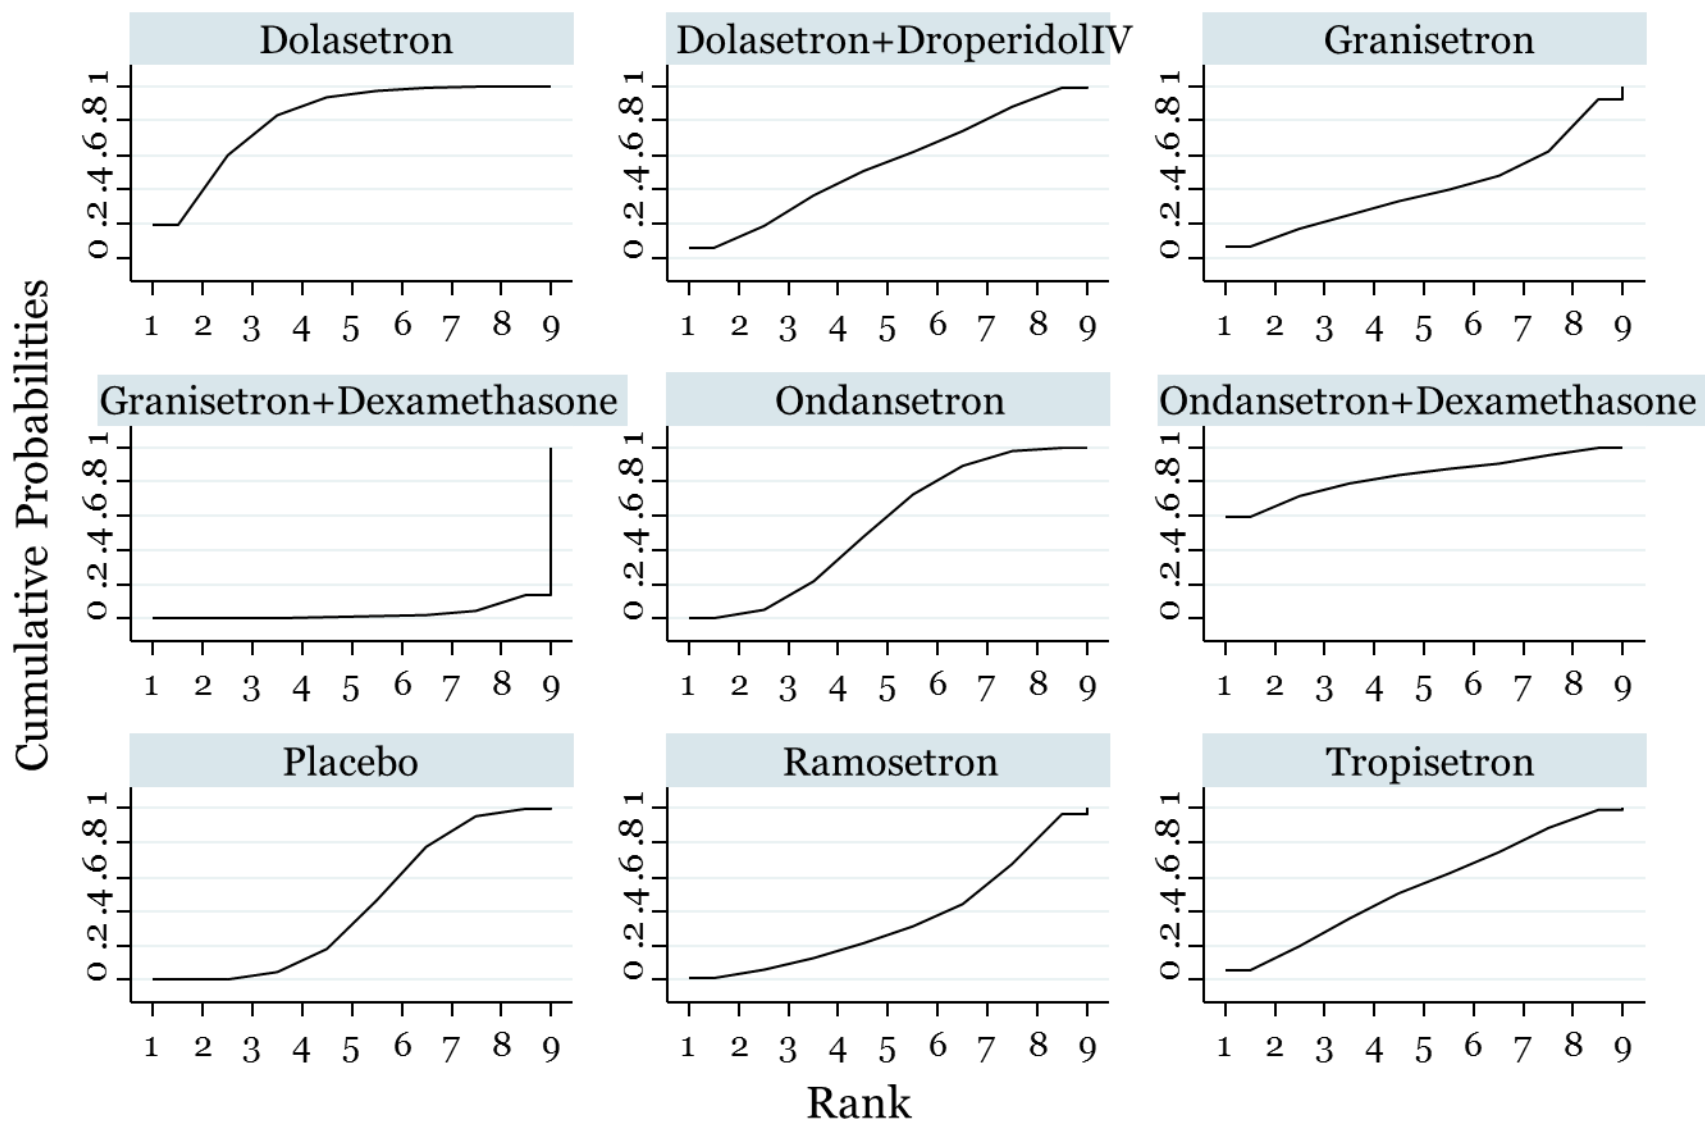 Dolasetron
Dolasetron+DroperidolIV
Granisetron
0 .2 .4 .6 .8 1
0 .2 .4 .6 .8 1
0 .2 .4 .6 .8 1
1 2 3 4 5 6 7 8 9
1 2 3 4 5 6 7 8 9
1 2 3 4 5 6 7 8 9
Granisetron+Dexamethasone
Ondansetron
Ondansetron+Dexamethasone
0 .2 .4 .6 .8 1
0 .2 .4 .6 .8 1
0 .2 .4 .6 .8 1
1 2 3 4 5 6 7 8 9
1 2 3 4 5 6 7 8 9
1 2 3 4 5 6 7 8 9
Placebo
Ramosetron
Tropisetron
0 .2 .4 .6 .8 1
0 .2 .4 .6 .8 1
0 .2 .4 .6 .8 1
1 2 3 4 5 6 7 8 9
1 2 3 4 5 6 7 8 9
1 2 3 4 5 6 7 8 9
Cumulative Probabilities
Rank